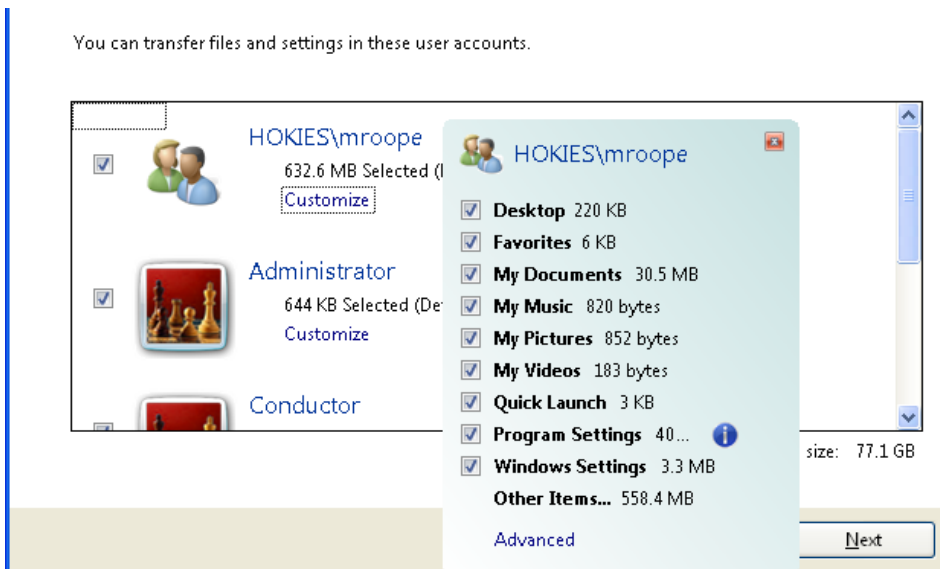 You can transfer files and settings in these user accounts.
HOKIES\mroope
632.6 MB Selected (
Customize
Administrator
644 KB Selected (De
Customize
Conductor
HOKIES\mroope
Desktop 220 KB
Favorites 6 KB
My Documents 30.5 MB
My Music 820 bytes
My Pictures 852 bytes
My Videos 183 bytes
Quick Launch 3 KB
Program Settings 40...
Windows Settings 3.3 MB
Other Items... 558.4 MB
Advanced
size: 77.1 GB
Next